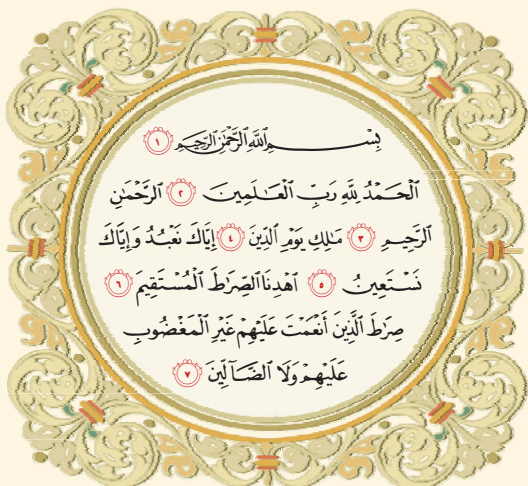 بِسْمِ ٱللَّهِ ٱلرَّحْمَٰنِ ٱلرَّحِيمِ ١
ٱلْحَمْدُ لِلَّهِ رَبِّ ٱلْعَـٰلَمِينَ ٢ ٱلرَّحْمَٰنِ
ٱلرَّحِيمِ ٣ مَـٰلِكِ يَوْمِ ٱلدِّينِ ٤ إِيَّاكَ نَعْبُدُ وَإِيَّاكَ
نَسْتَعِينُ ٥ ٱهْدِنَا ٱلصِّرَٰطَ ٱلْمُسْتَقِيمَ ٦
صِرَٰطَ ٱلَّذِينَ أَنْعَمْتَ عَلَيْهِمْ غَيْرِ ٱلْمَغْضُوبِ
عَلَيْهِمْ وَلَا ٱلضَّآلِّينَ ٧